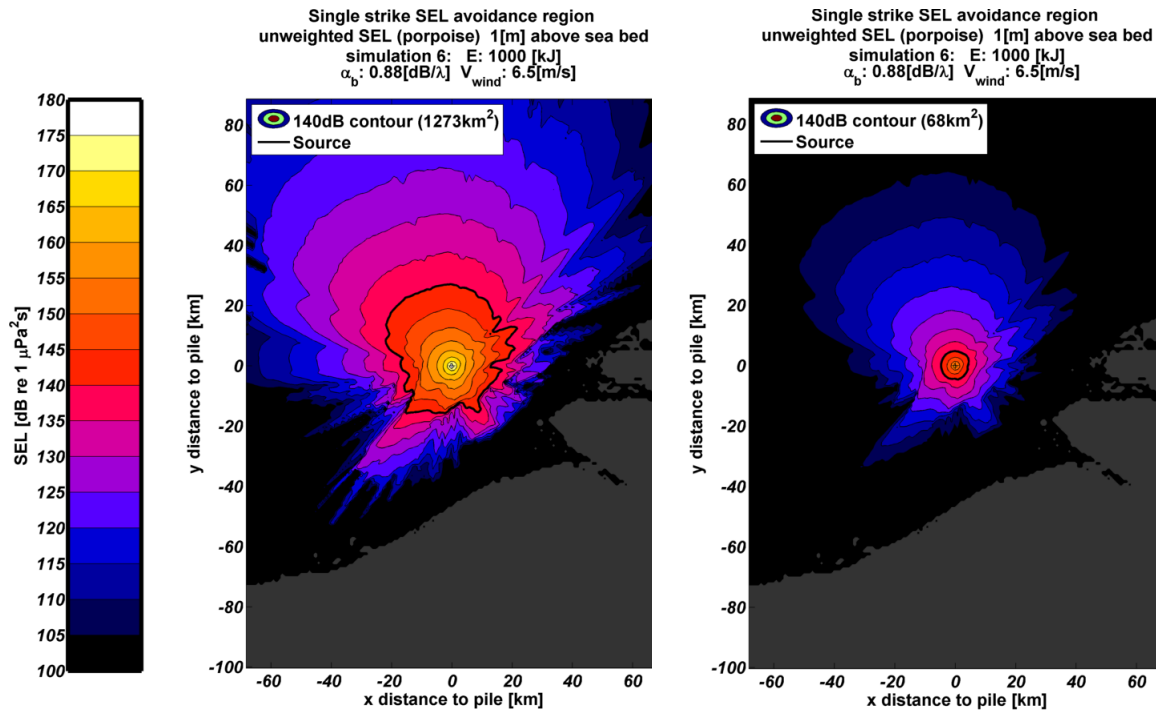 Single strike SEL avoidance region
unweighted SEL (porpoise) 1[m] above sea bed
simulation 6: E: 1000 [kJ]
α_b: 0.88[dB/λ] V_wind: 6.5[m/s]
Single strike SEL avoidance region
unweighted SEL (porpoise) 1[m] above sea bed
simulation 6: E: 1000 [kJ]
α_b: 0.88[dB/λ] V_wind: 6.5[m/s]
SEL [dB re 1 μPa²s]
180
175
170
165
160
155
150
145
140
135
130
125
120
115
110
105
100
140dB contour (1273km²)
Source
y distance to pile [km]
80
60
40
20
0
-20
-40
-60
-80
-100
-60 -40 -20 0 20 40 60
x distance to pile [km]
140dB contour (68km²)
Source
y distance to pile [km]
80
60
40
20
0
-20
-40
-60
-80
-100
-60 -40 -20 0 20 40 60
x distance to pile [km]